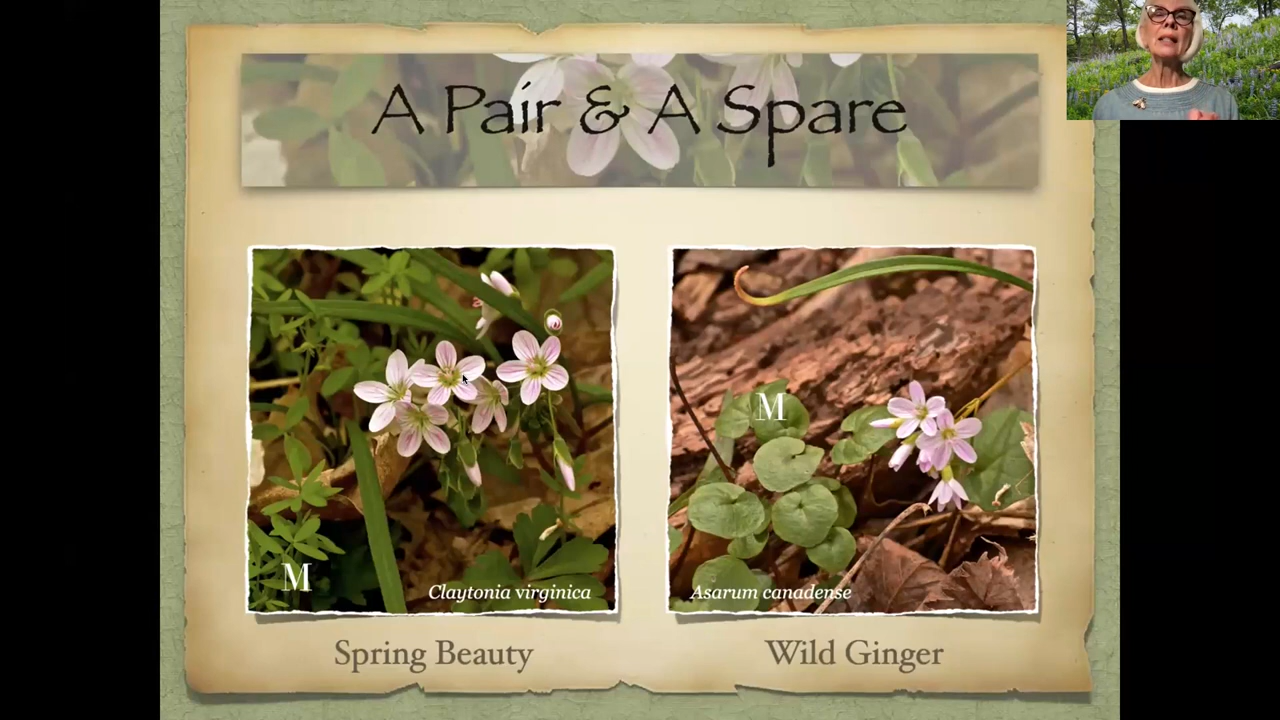 A Pair & A Spare
M
Claytonia virginica
M
Asarum canadense
Spring Beauty
Wild Ginger